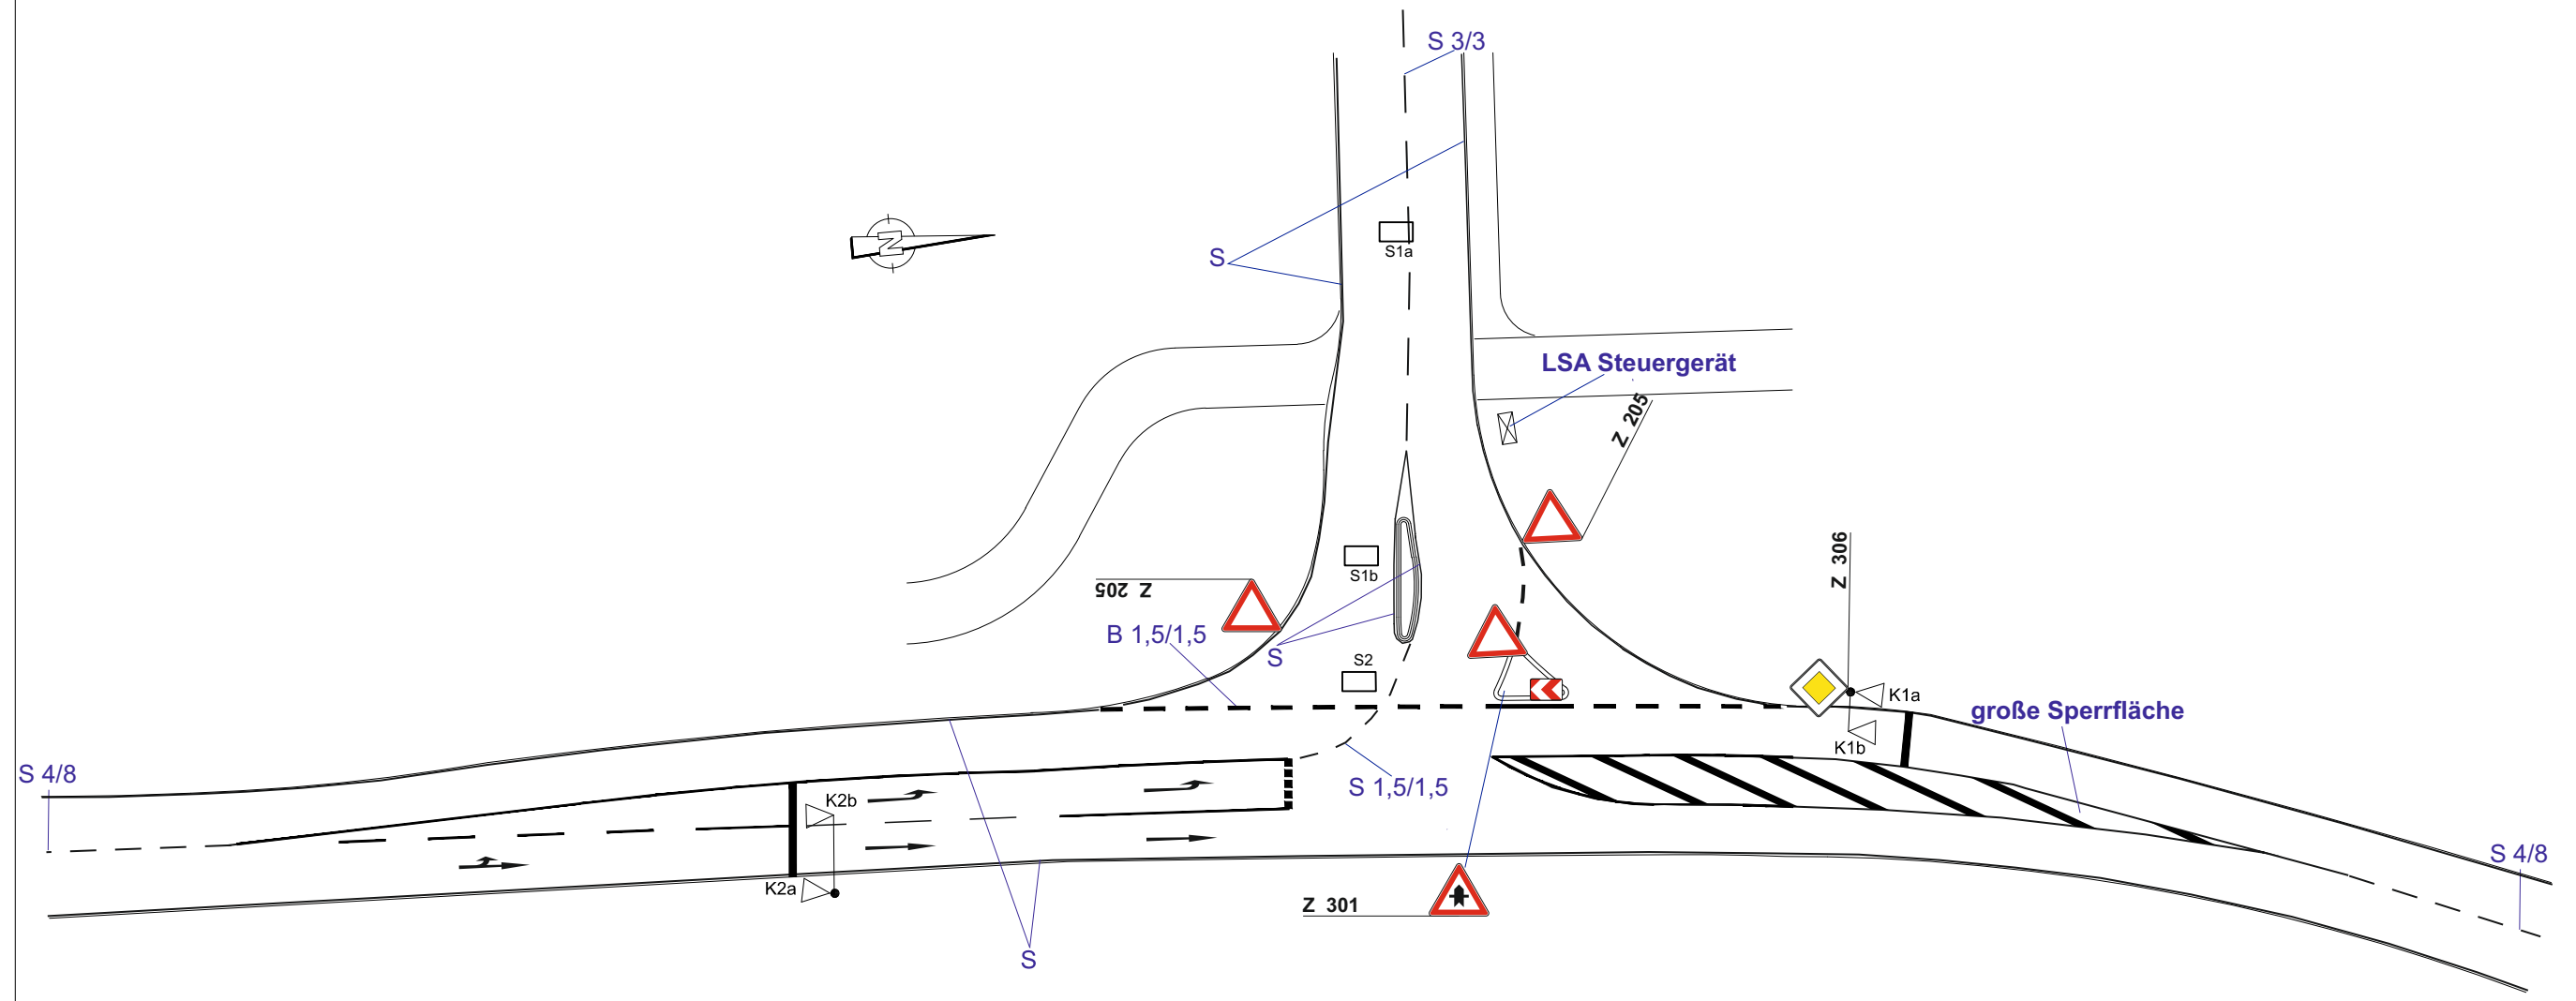 S 3/3
N
S1a
S
LSA Steuergerät
Z 205
Z 306
S1b
Z 205
B 1,5/1,5
S
S2
K1a
große Sperrfläche
K1b
S 4/8
S 1,5/1,5
K2b
S 4/8
K2a
Z 301
S